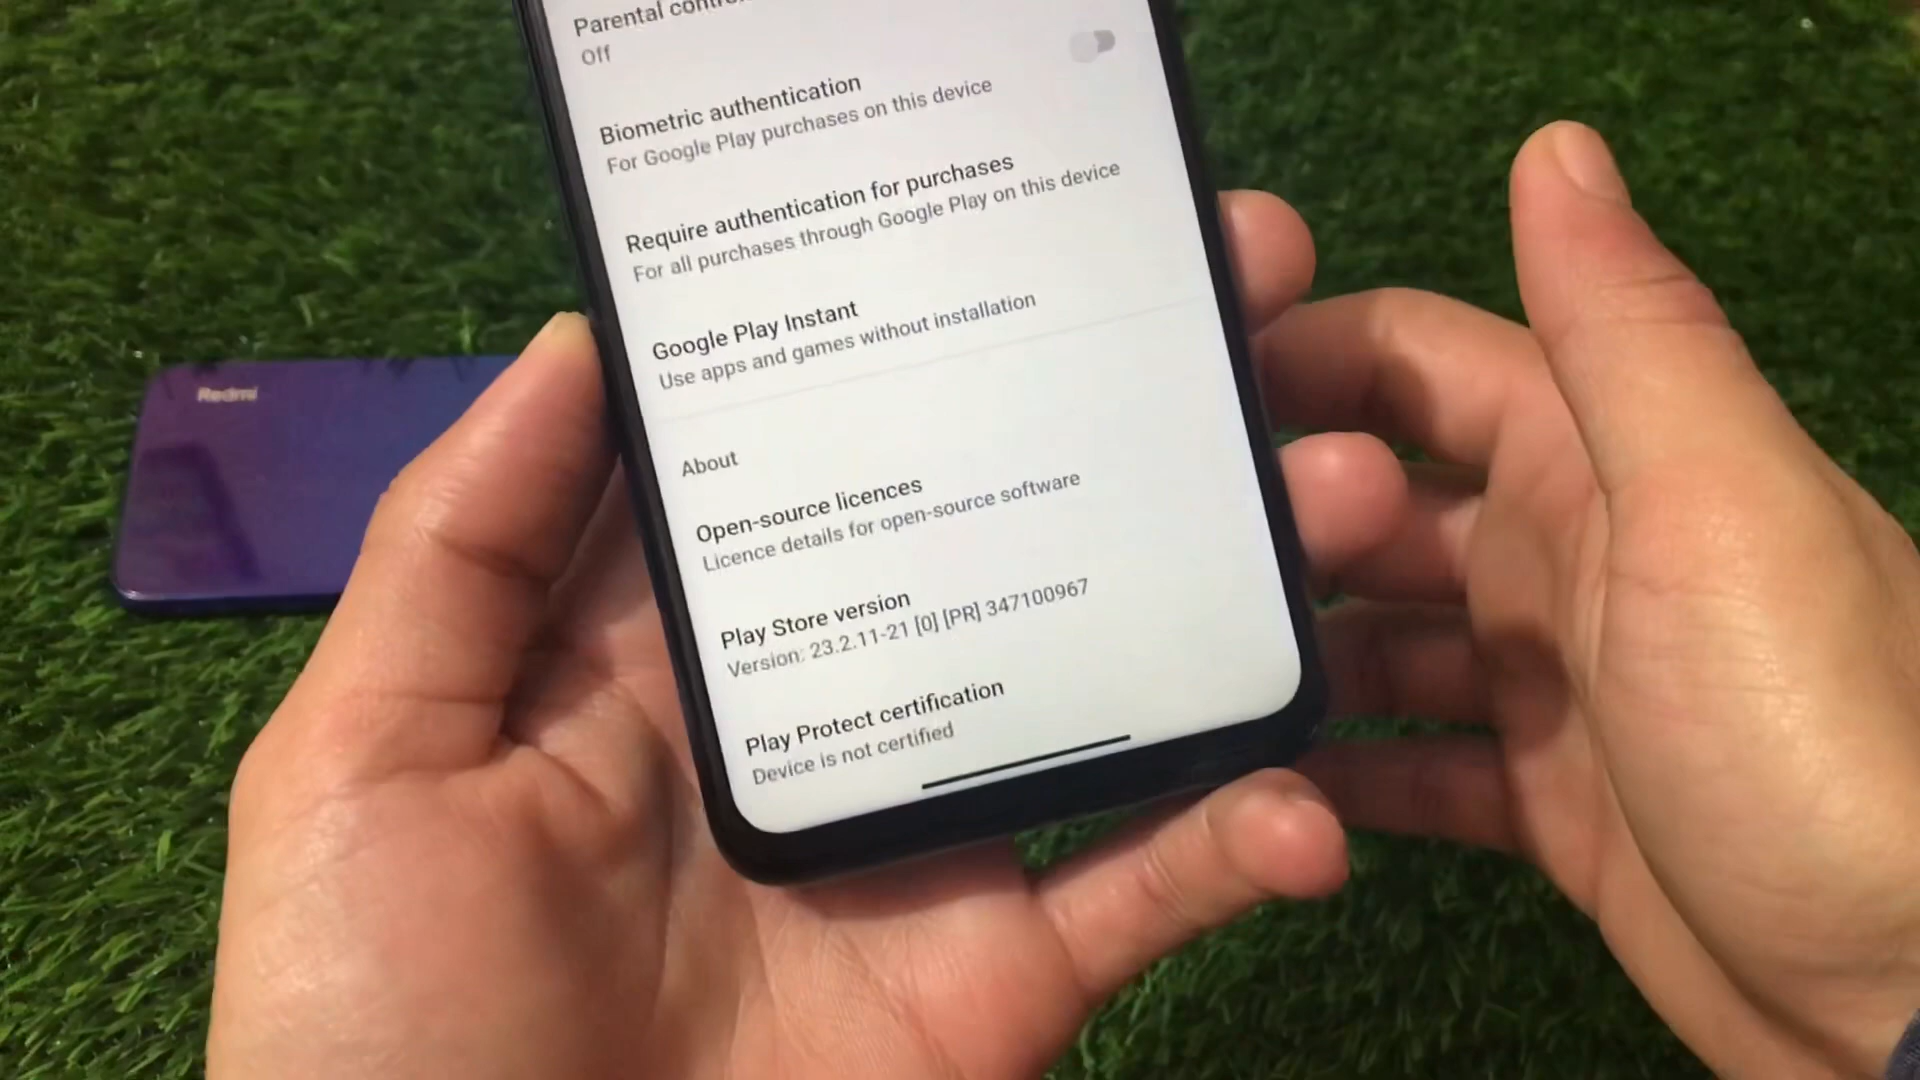 Parental
Off
Biometric authentication
For Google Play purchases on this device
Require authentication for purchases
For all purchases through Google Play on this device
Google Play Instant
Use apps and games without installation
About
Open-source licences
Licence details for open-source software
Play Store version
Version: 23.2.11-21 [0] [PR] 347100967
Play Protect certification
Device is not certified
Redmi